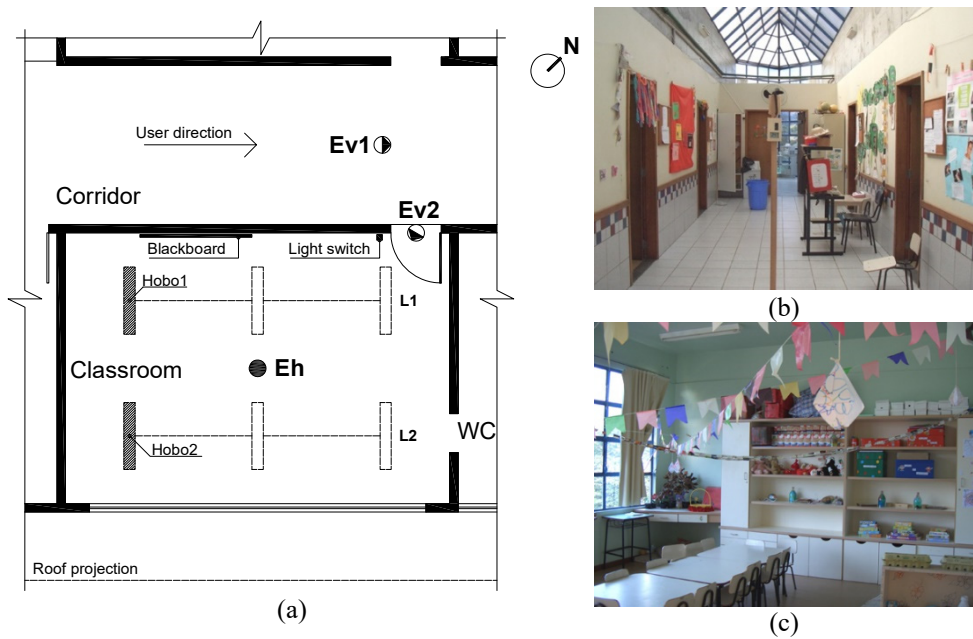 N
User direction
Ev1
Corridor
Ev2
Blackboard
Light switch
Hobo1
L1
Classroom
Eh
L2
WC
Hobo2
Roof projection
(a)
(b)
(c)